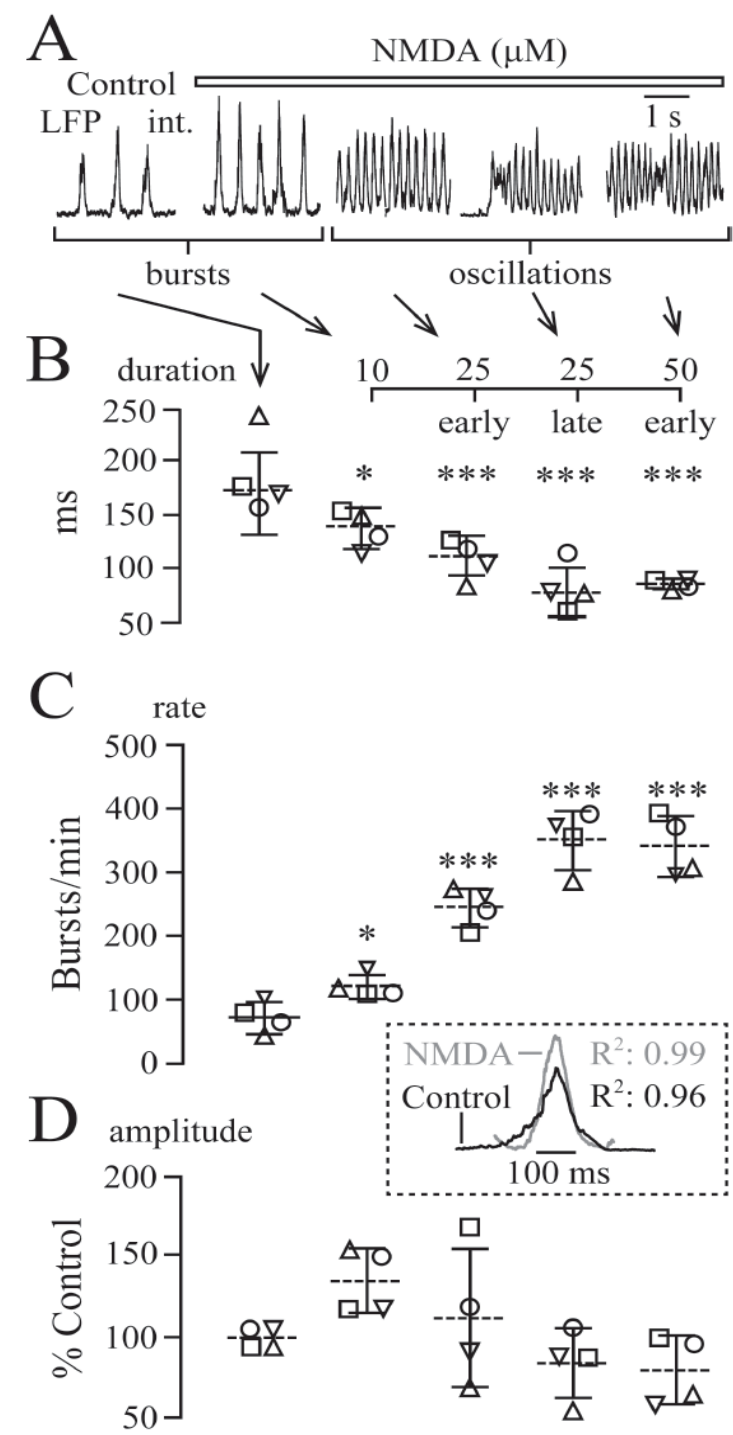 A
NMDA (μM)
Control
LFP int.
1 s
bursts oscillations
B
duration 10 25 25 50
early late early
250
200
150
100
50
ms
* *** *** ***
C
rate
500
400
300
200
100
0
Bursts/min
* *** *** ***
NMDA R²: 0.99
Control R²: 0.96
100 ms
D
amplitude
200
150
100
50
% Control